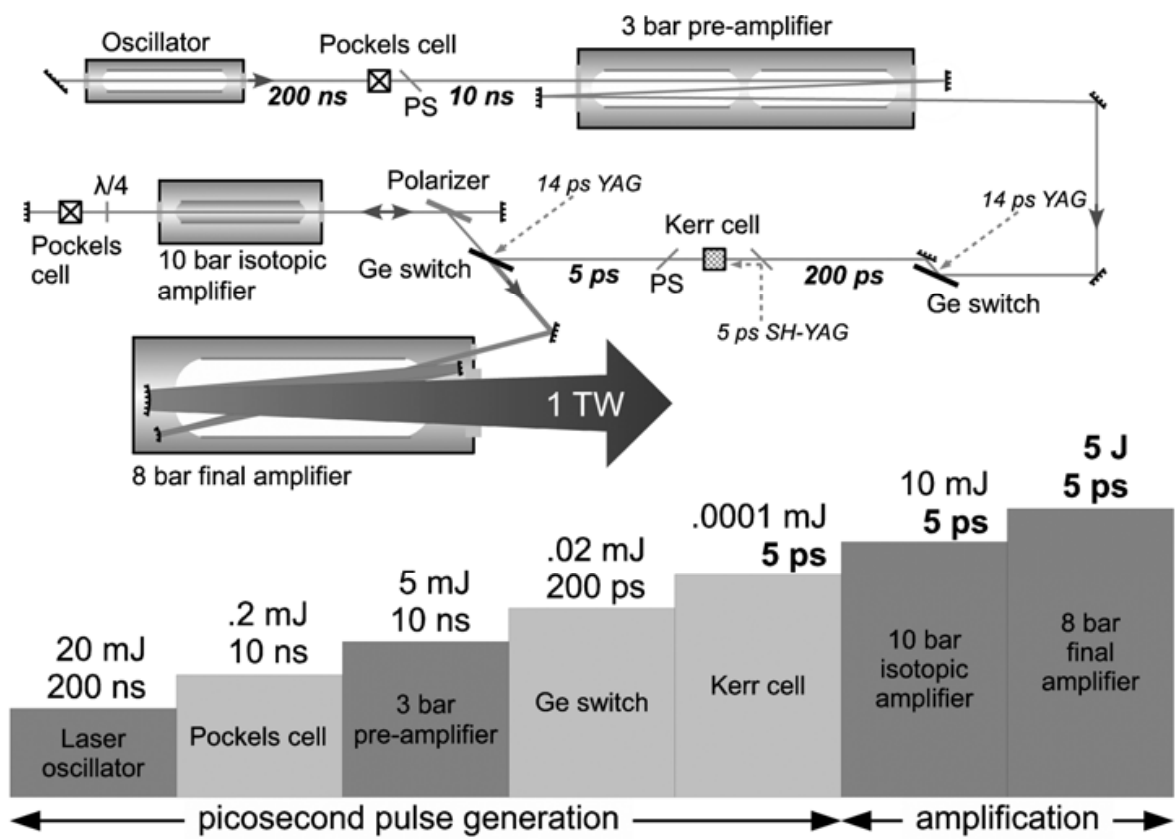 Oscillator
Pockels cell
3 bar pre-amplifier
200 ns
PS
10 ns
λ/4
Polarizer
14 ps YAG
14 ps YAG
Kerr cell
Pockels
cell
10 bar isotopic
amplifier
Ge switch
5 ps
PS
200 ps
Ge switch
5 ps SH-YAG
1 TW
8 bar final amplifier
20 mJ
200 ns
Laser
oscillator
.2 mJ
10 ns
Pockels cell
5 mJ
10 ns
3 bar
pre-amplifier
.02 mJ
200 ps
Ge switch
.0001 mJ
5 ps
Kerr cell
10 mJ
5 ps
10 bar
isotopic
amplifier
5 J
5 ps
8 bar
final
amplifier
picosecond pulse generation
amplification